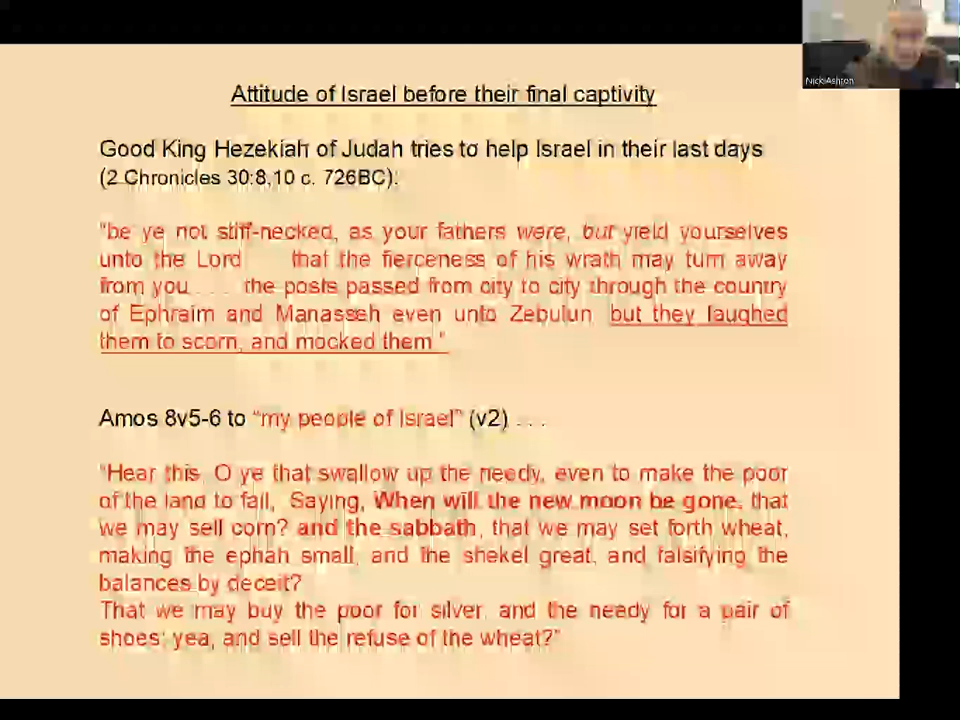 NickiAshton
Attitude of Israel before their final captivity
Good King Hezekiah of Judah tries to help Israel in their last days
(2 Chronicles 30:8,10 c. 726BC):
"be ye not stiff-necked, as your fathers were, but yield yourselves
unto the Lord that the fierceness of his wrath may turn away
from you . . . the posts passed from city to city through the country
of Ephraim and Manasseh even unto Zebulun but they laughed
them to scorn, and mocked them."
Amos 8v5-6 to "my people of Israel" (v2) . . .
"Hear this, O ye that swallow up the needy, even to make the poor
of the land to fail, Saying, When will the new moon be gone, that
we may sell corn? and the sabbath, that we may set forth wheat,
making the ephah small, and the shekel great, and falsifying the
balances by deceit?
That we may buy the poor for silver, and the needy for a pair of
shoes; yea, and sell the refuse of the wheat?"